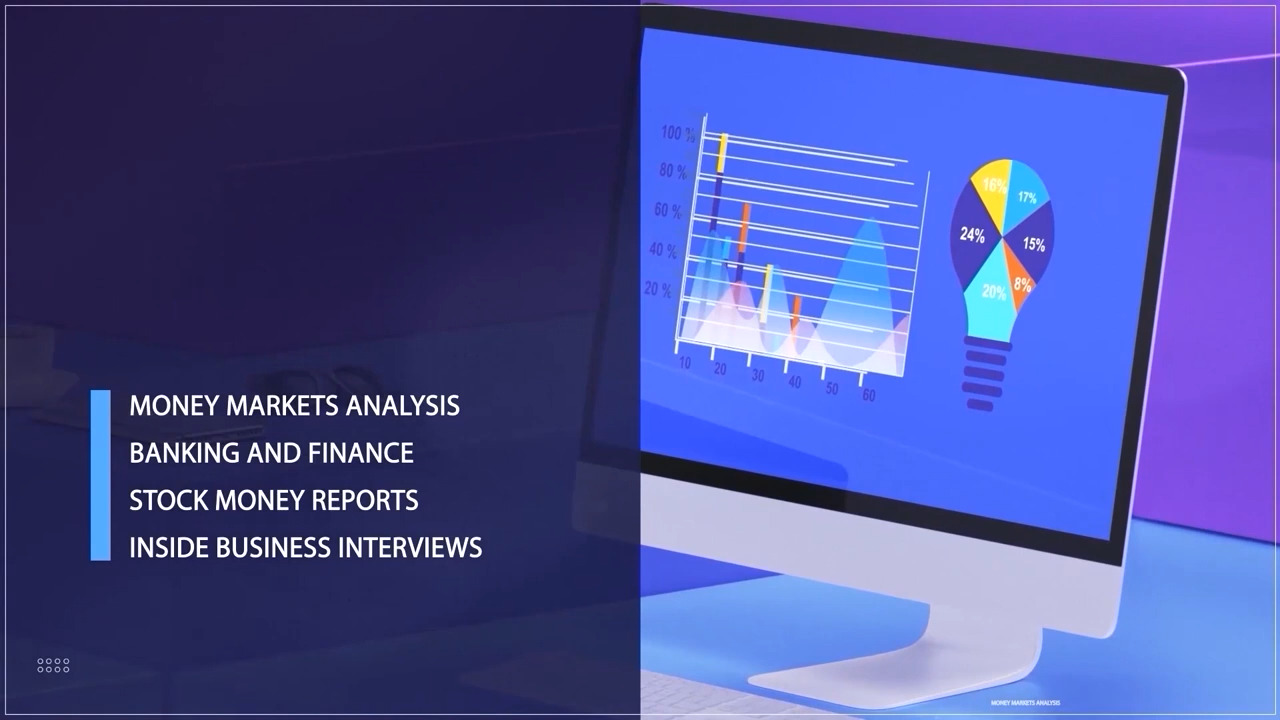 MONEY MARKETS ANALYSIS
BANKING AND FINANCE
STOCK MONEY REPORTS
INSIDE BUSINESS INTERVIEWS
100 %
80 %
60 %
40 %
20 %
10 20 30 40 50 60
16% 17%
24% 15%
20% 8%
MONEY MARKETS ANALYSIS